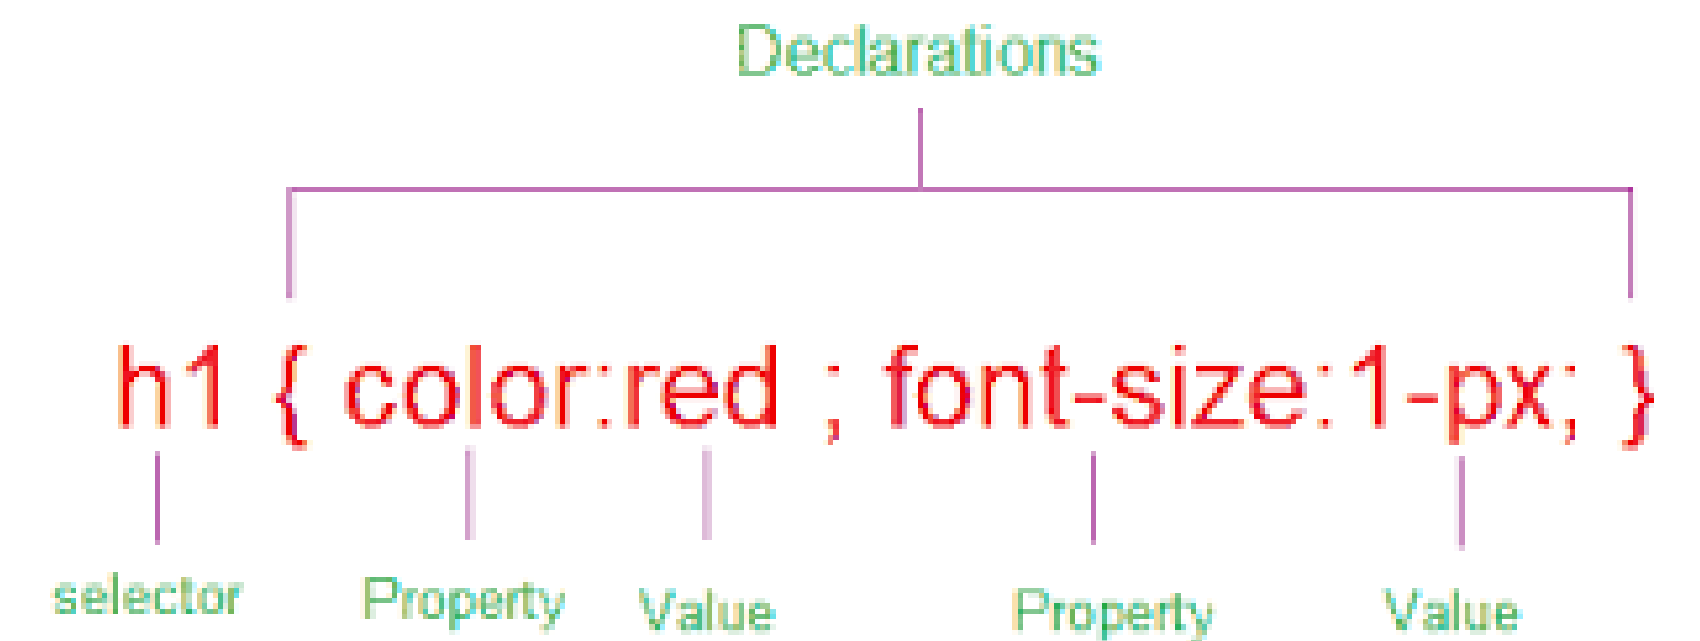 Declarations
h1 { color:red ; font-size:1-px; }
selector Property Value Property Value